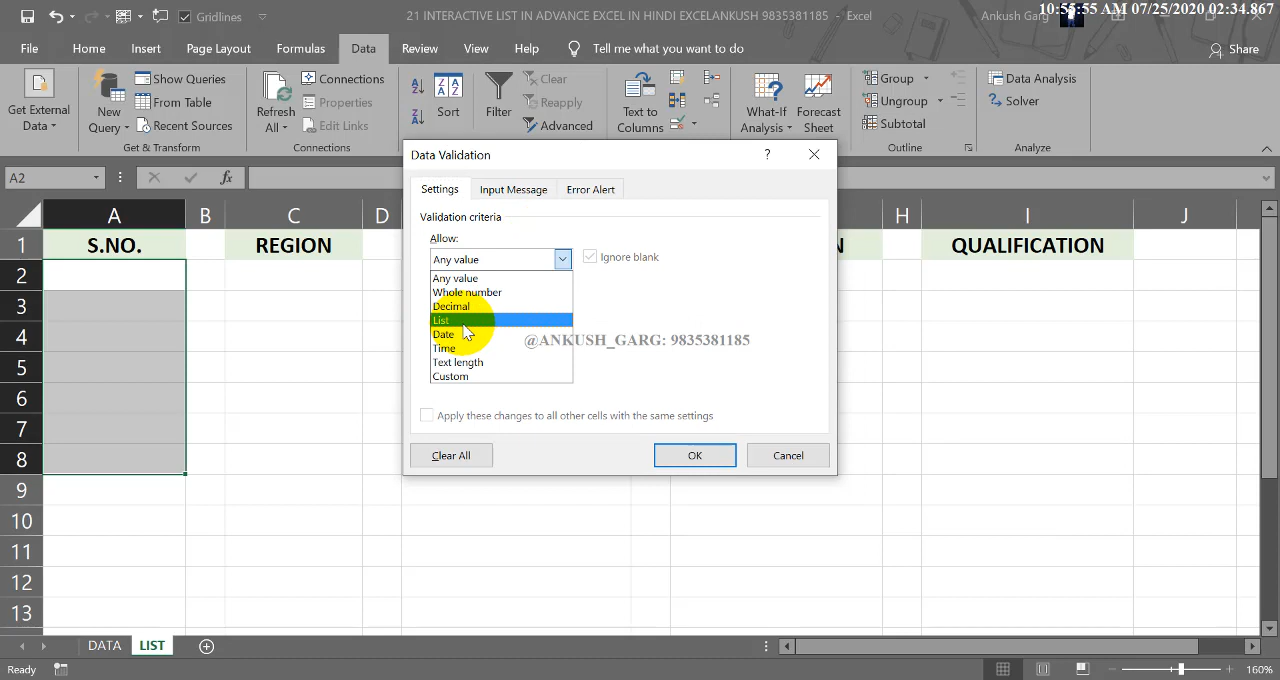 Gridlines
21 INTERACTIVE LIST IN ADVANCE EXCEL IN HINDI EXCELANKUSH 9835381185 - Excel
Ankush Garg
10:55:55 AM 07/25/2020 02:34.867
File Home Insert Page Layout Formulas Data Review View Help Tell me what you want to do Share
Get External Data
New Query
Show Queries
From Table
Recent Sources
Get & Transform
Refresh All
Connections
Properties
Edit Links
Connections
Sort
Filter
Clear
Reapply
Advanced
Text to Columns
What-If Analysis
Forecast Sheet
Group
Ungroup
Subtotal
Outline
Data Analysis
Solver
Analyze
A2
fx
Data Validation
?
Settings Input Message Error Alert
Validation criteria
Allow:
Any value
Ignore blank
Any value
Whole number
Decimal
List
Date
Time
Text length
Custom
@ANKUSH_GARG: 9835381185
Apply these changes to all other cells with the same settings
Clear All OK Cancel
A B C D H I J
1 S.NO. REGION N QUALIFICATION
2
3
4
5
6
7
8
9
10
11
12
13
DATA LIST
Ready
160%